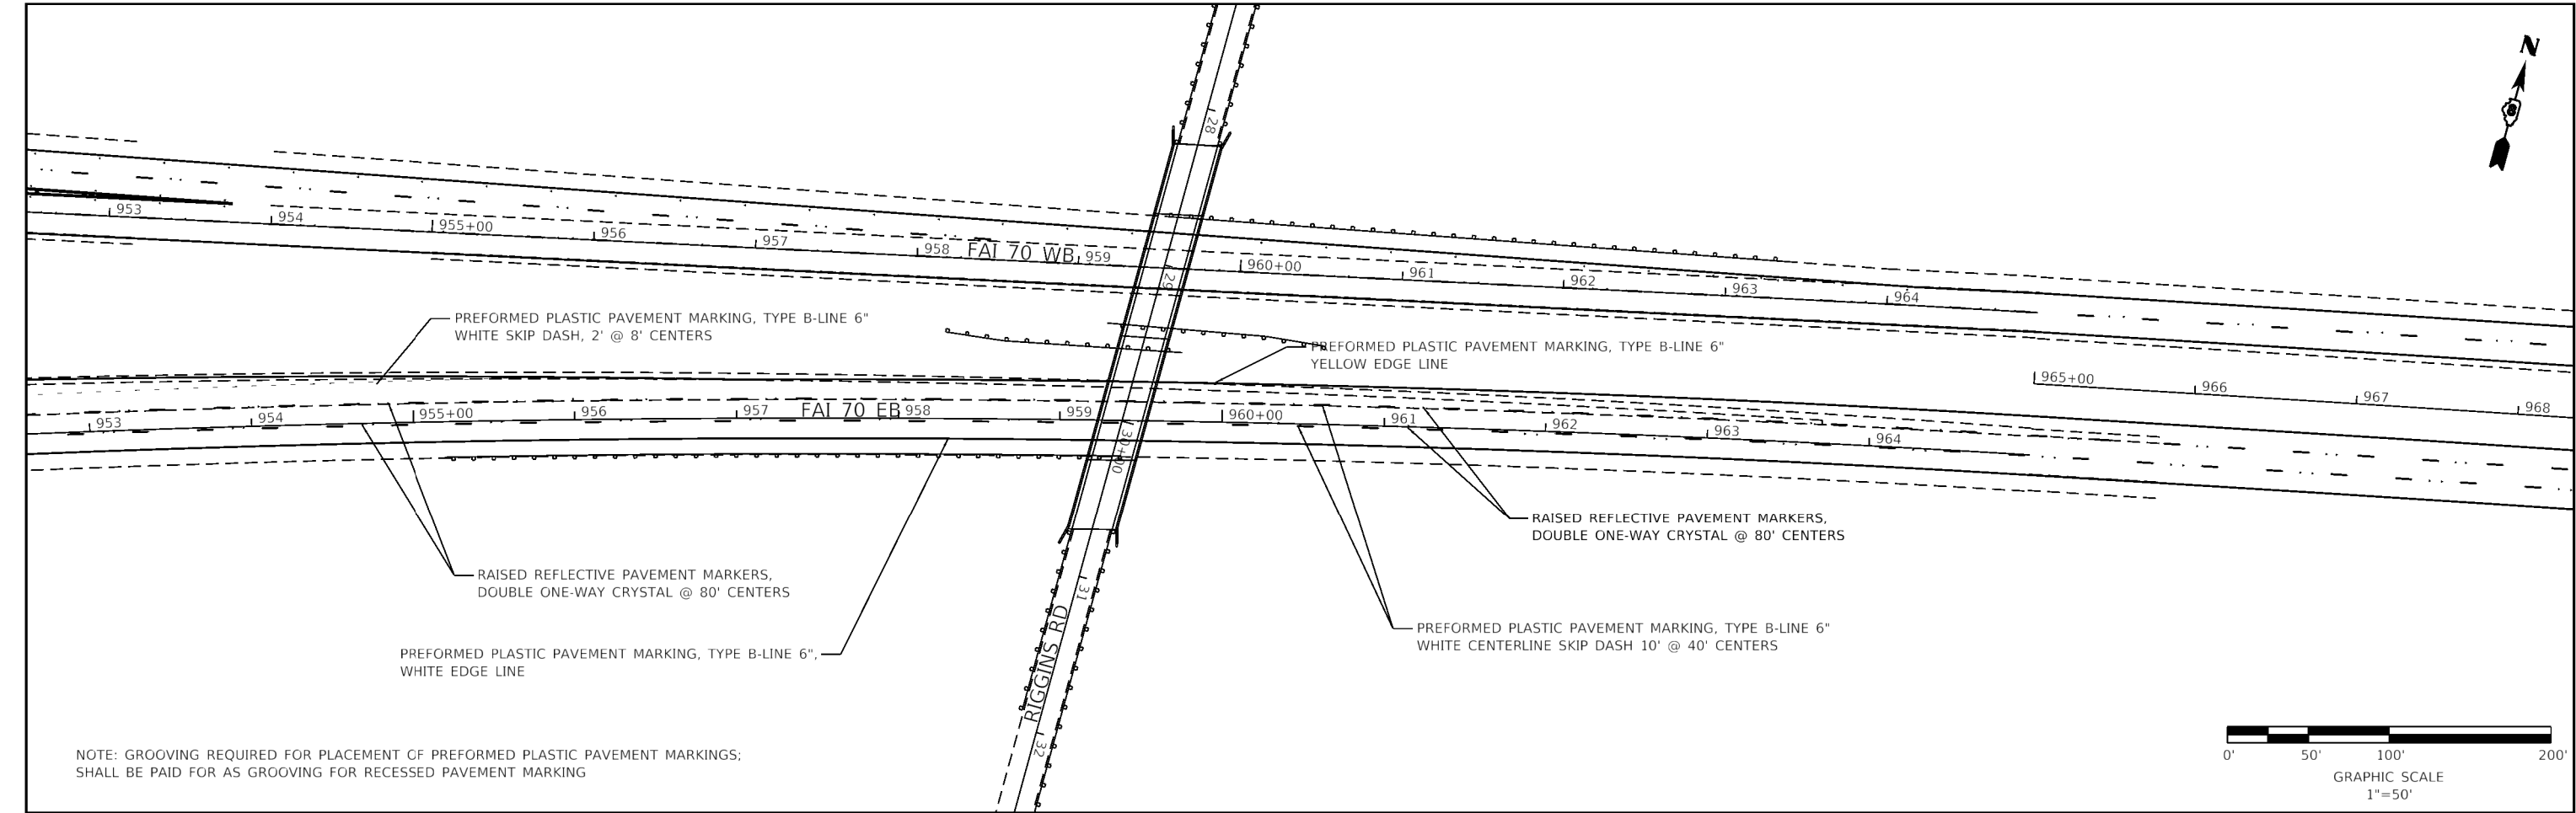 N
8
28
953
954
955+00
956
957
958
FAI 70 WB
959
29
960+00
961
962
963
964
PREFORMED PLASTIC PAVEMENT MARKING, TYPE B-LINE 6"
WHITE SKIP DASH, 2' @ 8' CENTERS
PREFORMED PLASTIC PAVEMENT MARKING, TYPE B-LINE 6"
YELLOW EDGE LINE
965+00
966
967
968
953
954
955+00
956
957
FAI 70 EB
958
959
30+00
960+00
961
962
963
964
RAISED REFLECTIVE PAVEMENT MARKERS,
DOUBLE ONE-WAY CRYSTAL @ 80' CENTERS
RAISED REFLECTIVE PAVEMENT MARKERS,
DOUBLE ONE-WAY CRYSTAL @ 80' CENTERS
31
RIGGINS RD
PREFORMED PLASTIC PAVEMENT MARKING, TYPE B-LINE 6"
WHITE CENTERLINE SKIP DASH 10' @ 40' CENTERS
PREFORMED PLASTIC PAVEMENT MARKING, TYPE B-LINE 6",
WHITE EDGE LINE
32
NOTE: GROOVING REQUIRED FOR PLACEMENT OF PREFORMED PLASTIC PAVEMENT MARKINGS;
SHALL BE PAID FOR AS GROOVING FOR RECESSED PAVEMENT MARKING
0' 50' 100' 200'
GRAPHIC SCALE
1"=50'